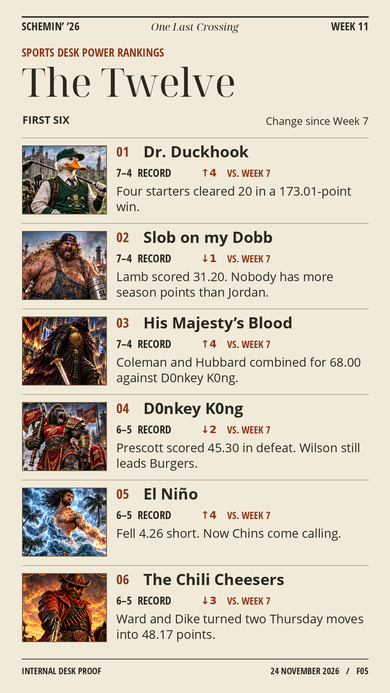 SCHEMIN' '26
One Last Crossing
WEEK 11
SPORTS DESK POWER RANKINGS
The Twelve
FIRST SIX
Change since Week 7
01 Dr. Duckhook
7–4 RECORD ↑4 VS. WEEK 7
Four starters cleared 20 in a 173.01-point
win.
02 Slob on my Dobb
7–4 RECORD ↓1 VS. WEEK 7
Lamb scored 31.20. Nobody has more
season points than Jordan.
03 His Majesty’s Blood
7–4 RECORD ↑4 VS. WEEK 7
Coleman and Hubbard combined for 68.00
against D0nkey K0ng.
04 D0nkey K0ng
6–5 RECORD ↓2 VS. WEEK 7
Prescott scored 45.30 in defeat. Wilson still
leads Burgers.
05 El Niño
6–5 RECORD ↑4 VS. WEEK 7
Fell 4.26 short. Now Chins come calling.
06 The Chili Cheesers
6–5 RECORD ↓3 VS. WEEK 7
Ward and Dike turned two Thursday moves
into 48.17 points.
INTERNAL DESK PROOF
24 NOVEMBER 2026 / F05